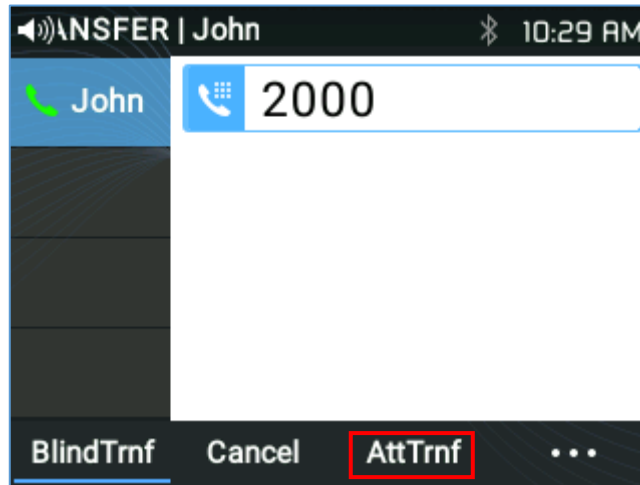 ANSFER | John 10:29 AM
John 2000
BlindTrnf Cancel AttTrnf •••